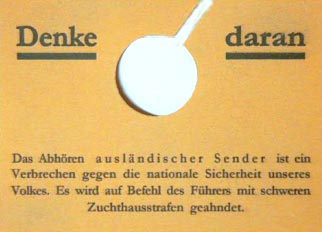 Denke daran
Das Abhören ausländischer Sender ist ein
Verbrechen gegen die nationale Sicherheit unseres
Volkes. Es wird auf Befehl des Führers mit schweren
Zuchthausstrafen geahndet.